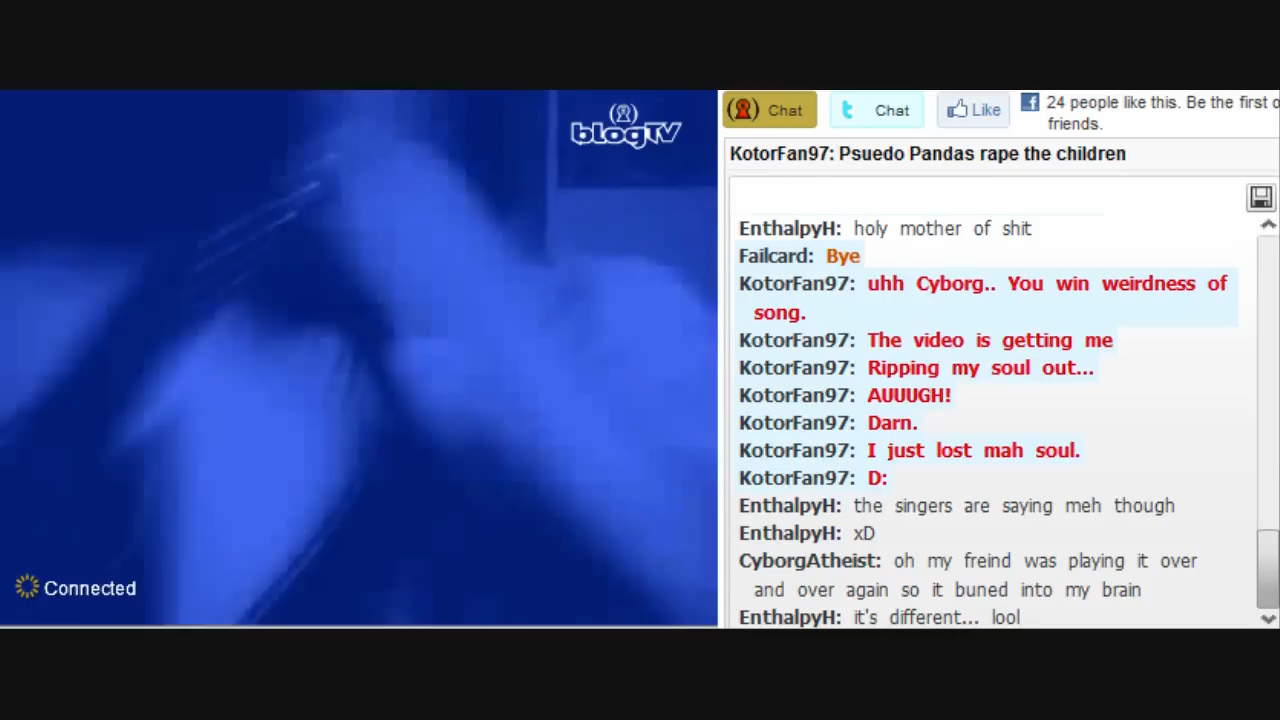 blogTV
Connected
Chat
Chat
Like
24 people like this. Be the first o
friends.
KotorFan97: Psuedo Pandas rape the children
EnthalpyH: holy mother of shit
Failcard: Bye
KotorFan97: uhh Cyborg.. You win weirdness of
song.
KotorFan97: The video is getting me
KotorFan97: Ripping my soul out...
KotorFan97: AUUUGH!
KotorFan97: Darn.
KotorFan97: I just lost mah soul.
KotorFan97: D:
EnthalpyH: the singers are saying meh though
EnthalpyH: xD
CyborgAtheist: oh my freind was playing it over
and over again so it buned into my brain
EnthalpyH: it's different... lool